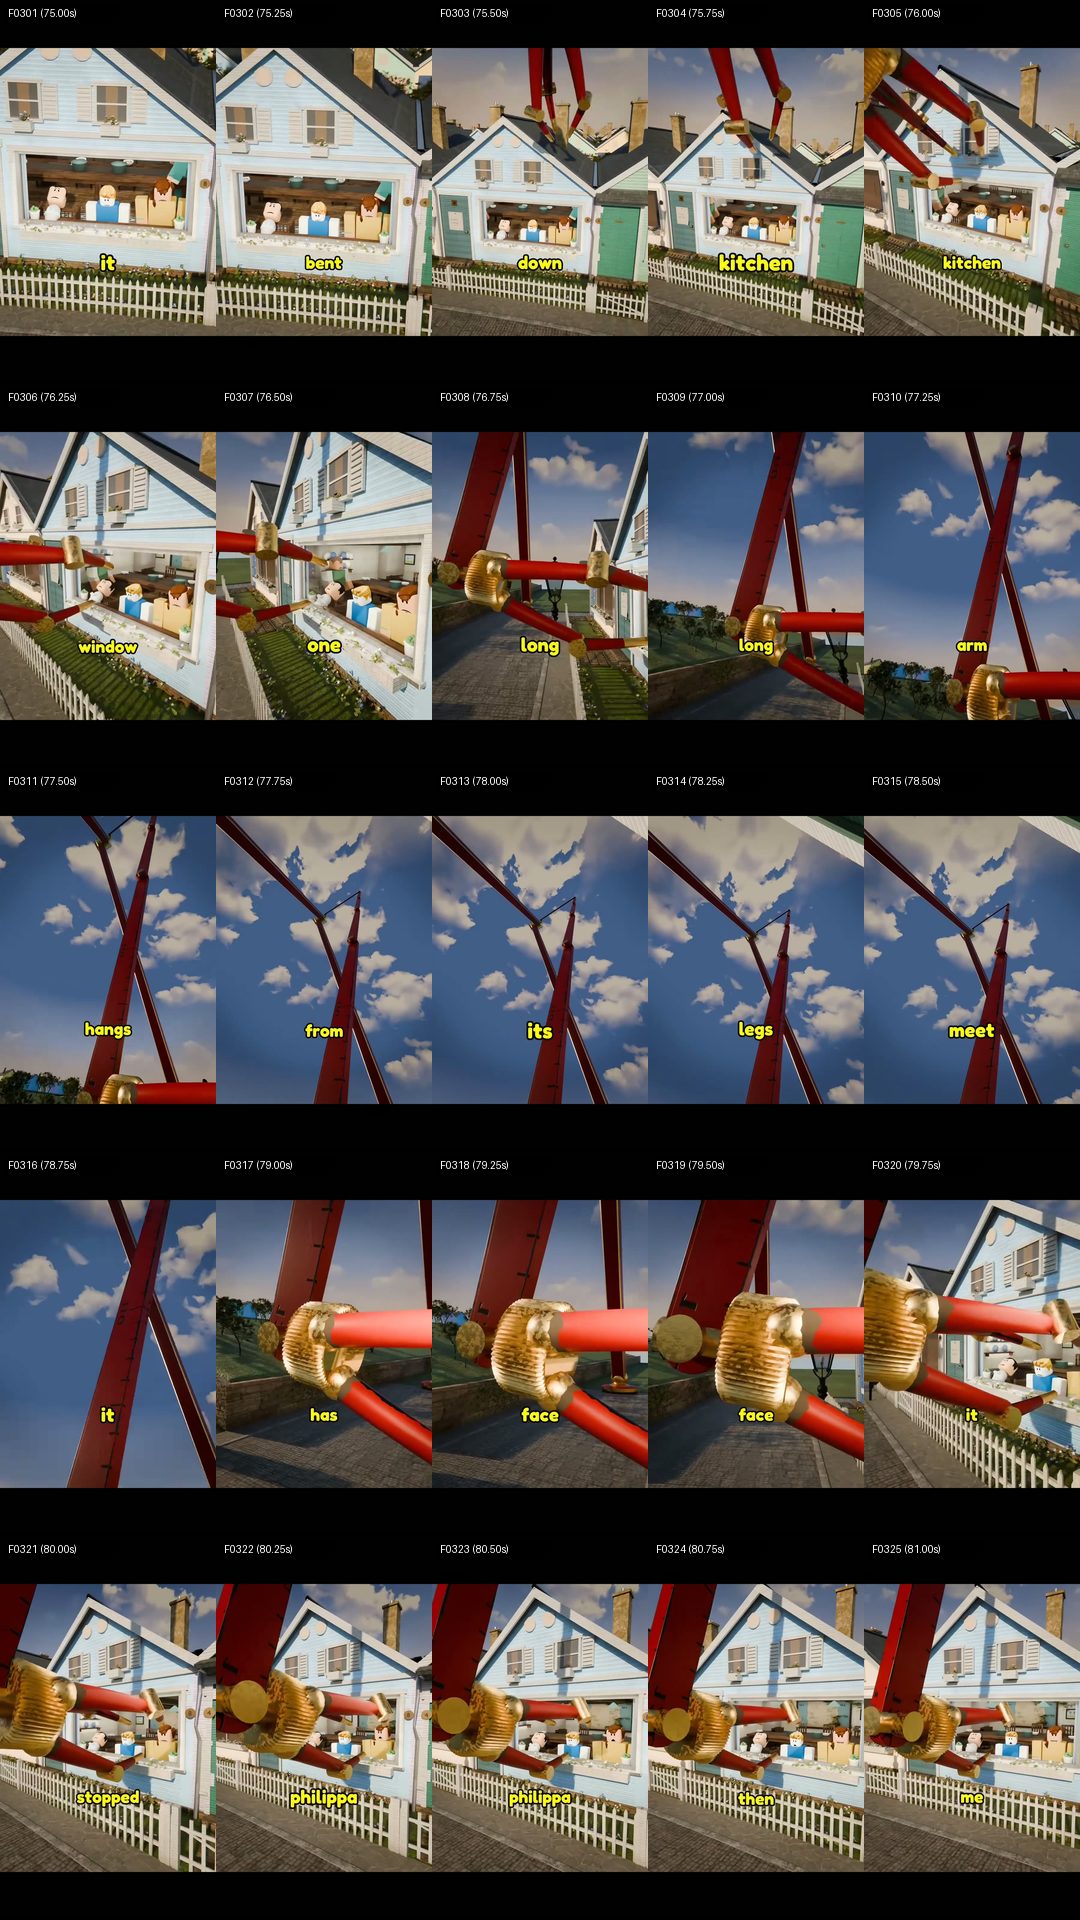 F0301 (75.00s)
F0302 (75.25s)
F0303 (75.50s)
F0304 (75.75s)
F0305 (76.00s)
it
bent
down
kitchen
kitchen
F0306 (76.25s)
F0307 (76.50s)
F0308 (76.75s)
F0309 (77.00s)
F0310 (77.25s)
window
one
long
long
arm
F0311 (77.50s)
F0312 (77.75s)
F0313 (78.00s)
F0314 (78.25s)
F0315 (78.50s)
hangs
from
its
legs
meet
F0316 (78.75s)
F0317 (79.00s)
F0318 (79.25s)
F0319 (79.50s)
F0320 (79.75s)
it
has
face
face
it
F0321 (80.00s)
F0322 (80.25s)
F0323 (80.50s)
F0324 (80.75s)
F0325 (81.00s)
stopped
philippa
philippa
then
me